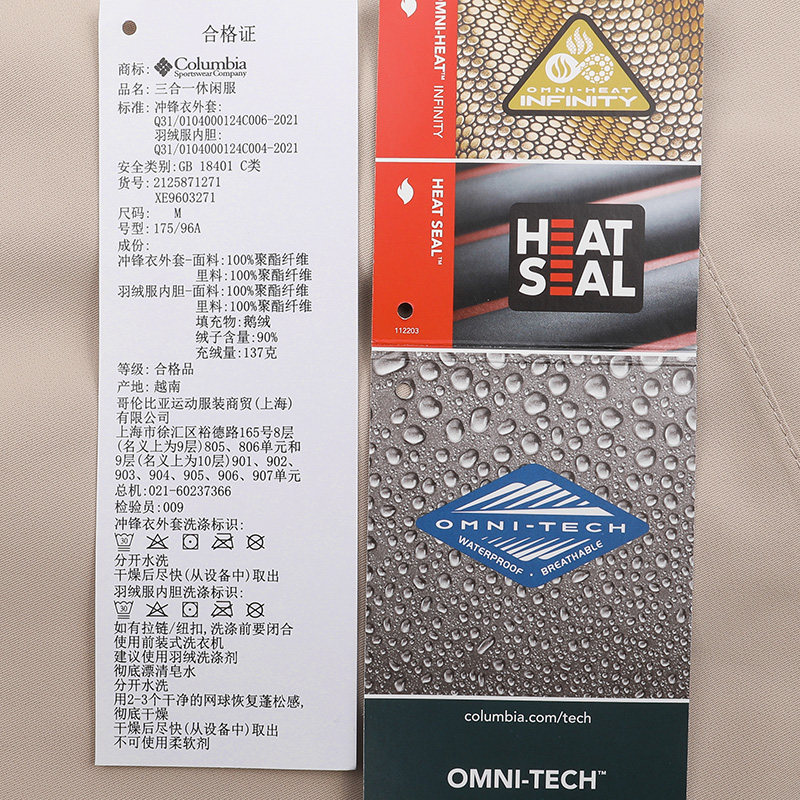 合格证
商标:
Columbia
Sportswear Company
品名: 三合一休闲服
标准: 冲锋衣外套:
Q31/0104000124C006-2021
羽绒服内胆:
Q31/0104000124C004-2021
安全类别:GB 18401 C类
货号:2125871271
XE9603271
尺码: M
号型:175/96A
成份:
冲锋衣外套-面料:100%聚酯纤维
里料:100%聚酯纤维
羽绒服内胆-面料:100%聚酯纤维
里料:100%聚酯纤维
填充物:鹅绒
绒子含量:90%
充绒量:137克
等级: 合格品
产地: 越南
哥伦比亚运动服装商贸(上海)
有限公司
上海市徐汇区裕德路165号8层
(名义上为9层)805、806单元和
9层(名义上为10层)901、902、
903、904、905、906、907单元
总机:021-60237366
检验员:009
冲锋衣外套洗涤标识:
30
分开水洗
干燥后尽快(从设备中)取出
羽绒服内胆洗涤标识:
30
如有拉链/纽扣,洗涤前要闭合
使用前装式洗衣机
建议使用羽绒洗涤剂
彻底漂清皂水
分开水洗
用2-3个干净的网球恢复蓬松感,
彻底干燥
干燥后尽快(从设备中)取出
不可使用柔软剂
OMNI-HEAT™ INFINITY
OMNI-HEAT
INFINITY
HEAT SEAL™
HEAT
SEAL
112203
OMNI-TECH
WATERPROOF · BREATHABLE
columbia.com/tech
OMNI-TECH™